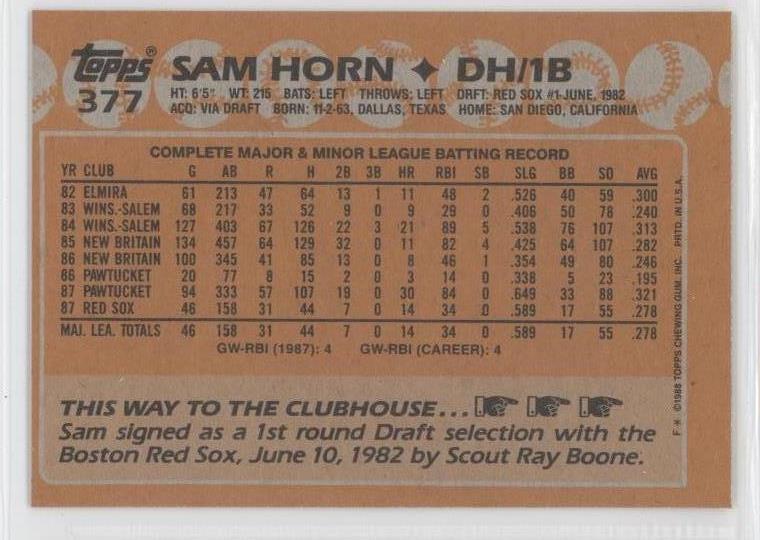 topps® SAM HORN ✦ DH/1B
377 HT: 6'5" WT: 215 BATS: LEFT THROWS: LEFT DRFT: RED SOX #1-JUNE, 1982
ACQ: VIA DRAFT BORN: 11-2-63, DALLAS, TEXAS HOME: SAN DIEGO, CALIFORNIA
COMPLETE MAJOR & MINOR LEAGUE BATTING RECORD
YR CLUB G AB R H 2B 3B HR RBI SB SLG BB SO AVG
82 ELMIRA 61 213 47 64 13 1 11 48 2 .526 40 59 .300
83 WINS.-SALEM 68 217 33 52 9 0 9 29 0 .406 50 78 .240
84 WINS.-SALEM 127 403 67 126 22 3 21 89 5 .538 76 107 .313
85 NEW BRITAIN 134 457 64 129 32 0 11 82 4 .425 64 107 .282
86 NEW BRITAIN 100 345 41 85 13 0 8 46 1 .354 49 80 .246
86 PAWTUCKET 20 77 8 15 2 0 3 14 0 .338 5 23 .195
87 PAWTUCKET 94 333 57 107 19 0 30 84 0 .649 33 88 .321
87 RED SOX 46 158 31 44 7 0 14 34 0 .589 17 55 .278
MAJ. LEA. TOTALS 46 158 31 44 7 0 14 34 0 .589 17 55 .278
GW-RBI (1987): 4 GW-RBI (CAREER): 4
THIS WAY TO THE CLUBHOUSE...
Sam signed as a 1st round Draft selection with the
Boston Red Sox, June 10, 1982 by Scout Ray Boone.
F * ©1988 TOPPS CHEWING GUM, INC. PRTD. IN U.S.A.